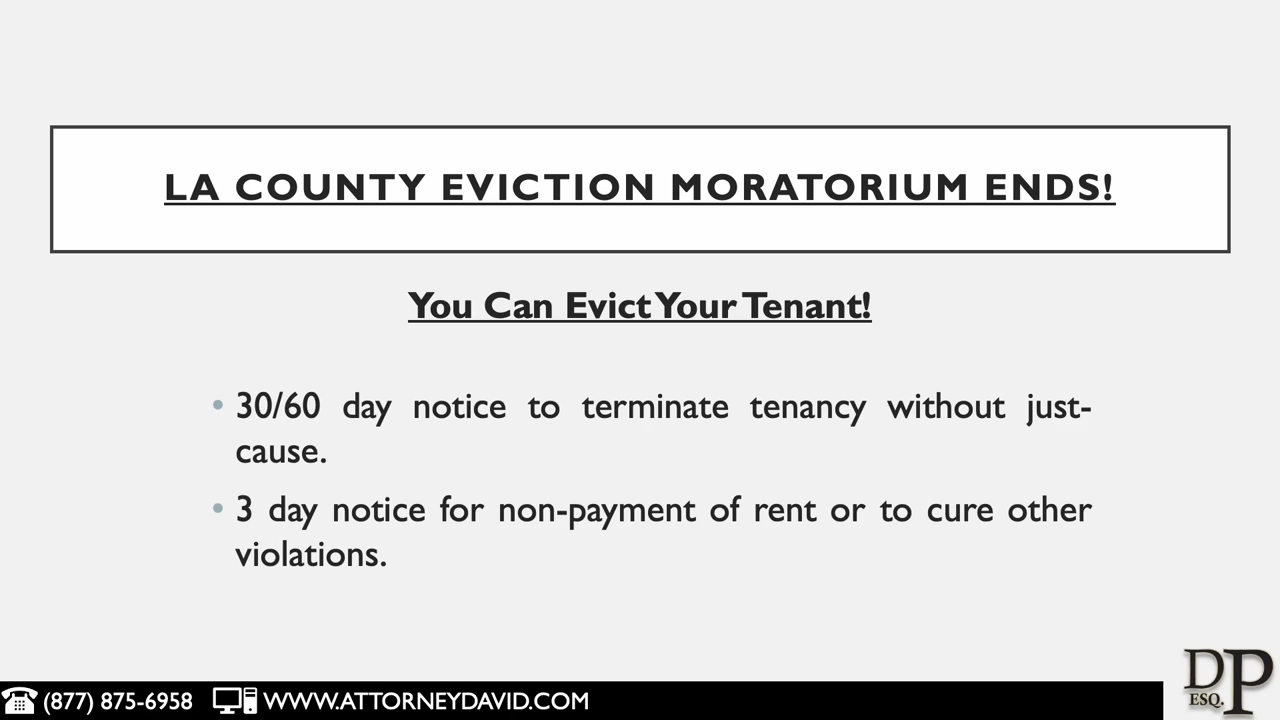 LA COUNTY EVICTION MORATORIUM ENDS!
You Can Evict Your Tenant!
• 30/60 day notice to terminate tenancy without just-
cause.
• 3 day notice for non-payment of rent or to cure other
violations.
(877) 875-6958 WWW.ATTORNEYDAVID.COM
DP
ESQ.